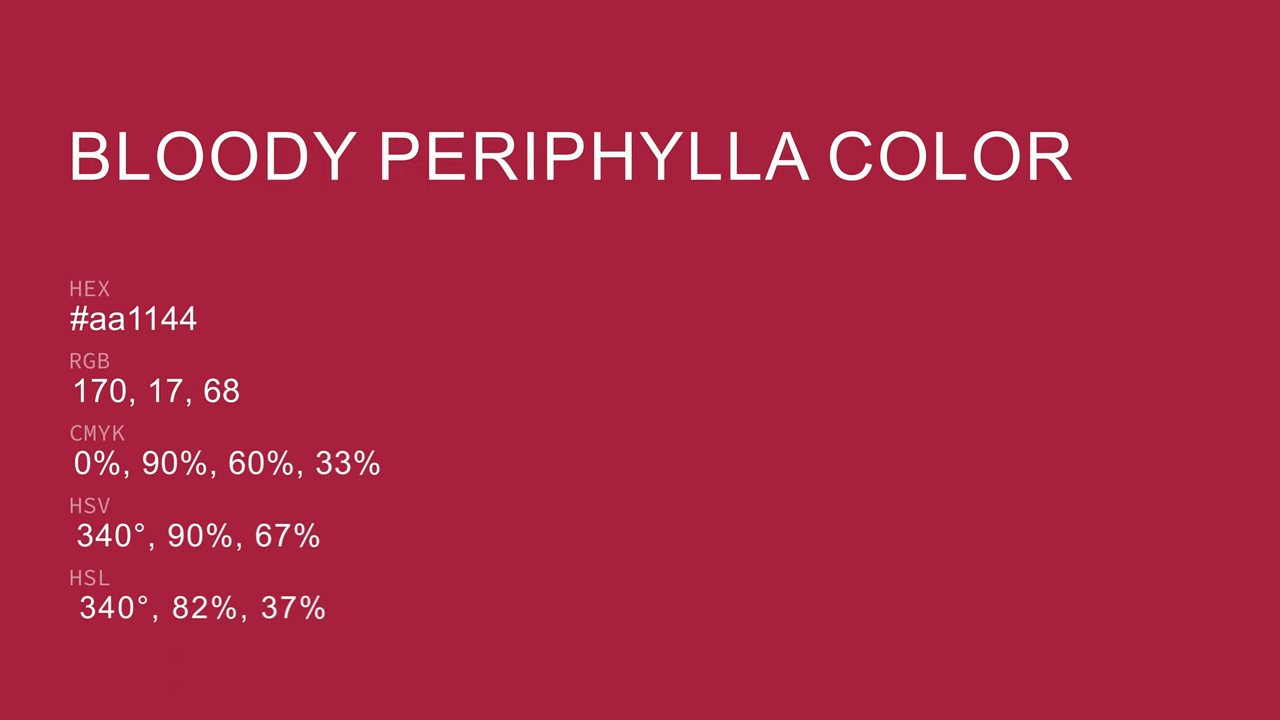 BLOODY PERIPHYLLA COLOR
HEX
#aa1144
RGB
170, 17, 68
CMYK
0%, 90%, 60%, 33%
HSV
340°, 90%, 67%
HSL
340°, 82%, 37%